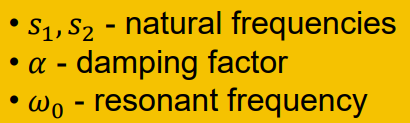 • s₁, s₂ - natural frequencies
• α - damping factor
• ω₀ - resonant frequency